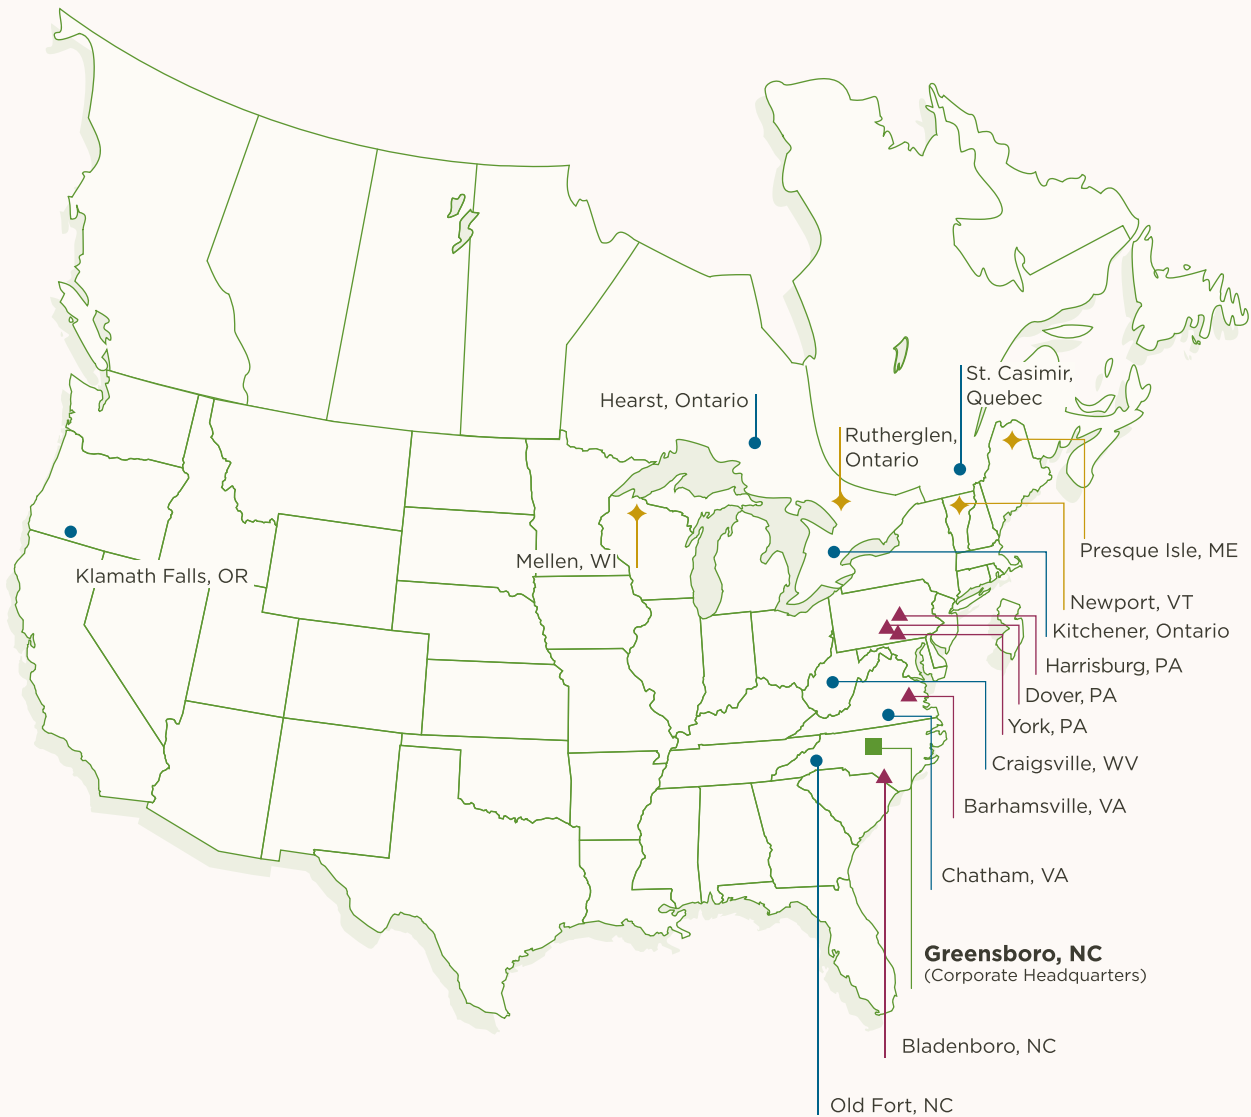 St. Casimir,
Quebec
Hearst, Ontario
Rutherglen,
Ontario
Presque Isle, ME
Mellen, WI
Klamath Falls, OR
Newport, VT
Kitchener, Ontario
Harrisburg, PA
Dover, PA
York, PA
Craigsville, WV
Barhamsville, VA
Chatham, VA
Greensboro, NC
(Corporate Headquarters)
Bladenboro, NC
Old Fort, NC